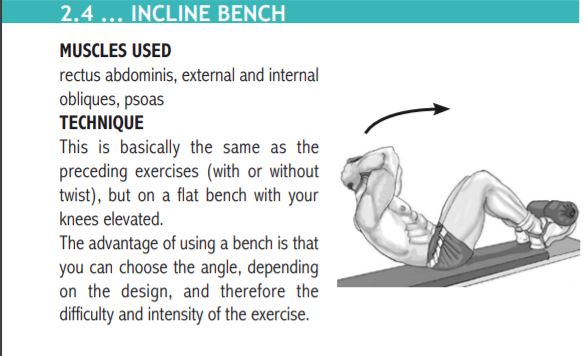 2.4 ... INCLINE BENCH
MUSCLES USED
rectus abdominis, external and internal
obliques, psoas
TECHNIQUE
This is basically the same as the
preceding exercises (with or without
twist), but on a flat bench with your
knees elevated.
The advantage of using a bench is that
you can choose the angle, depending
on the design, and therefore the
difficulty and intensity of the exercise.